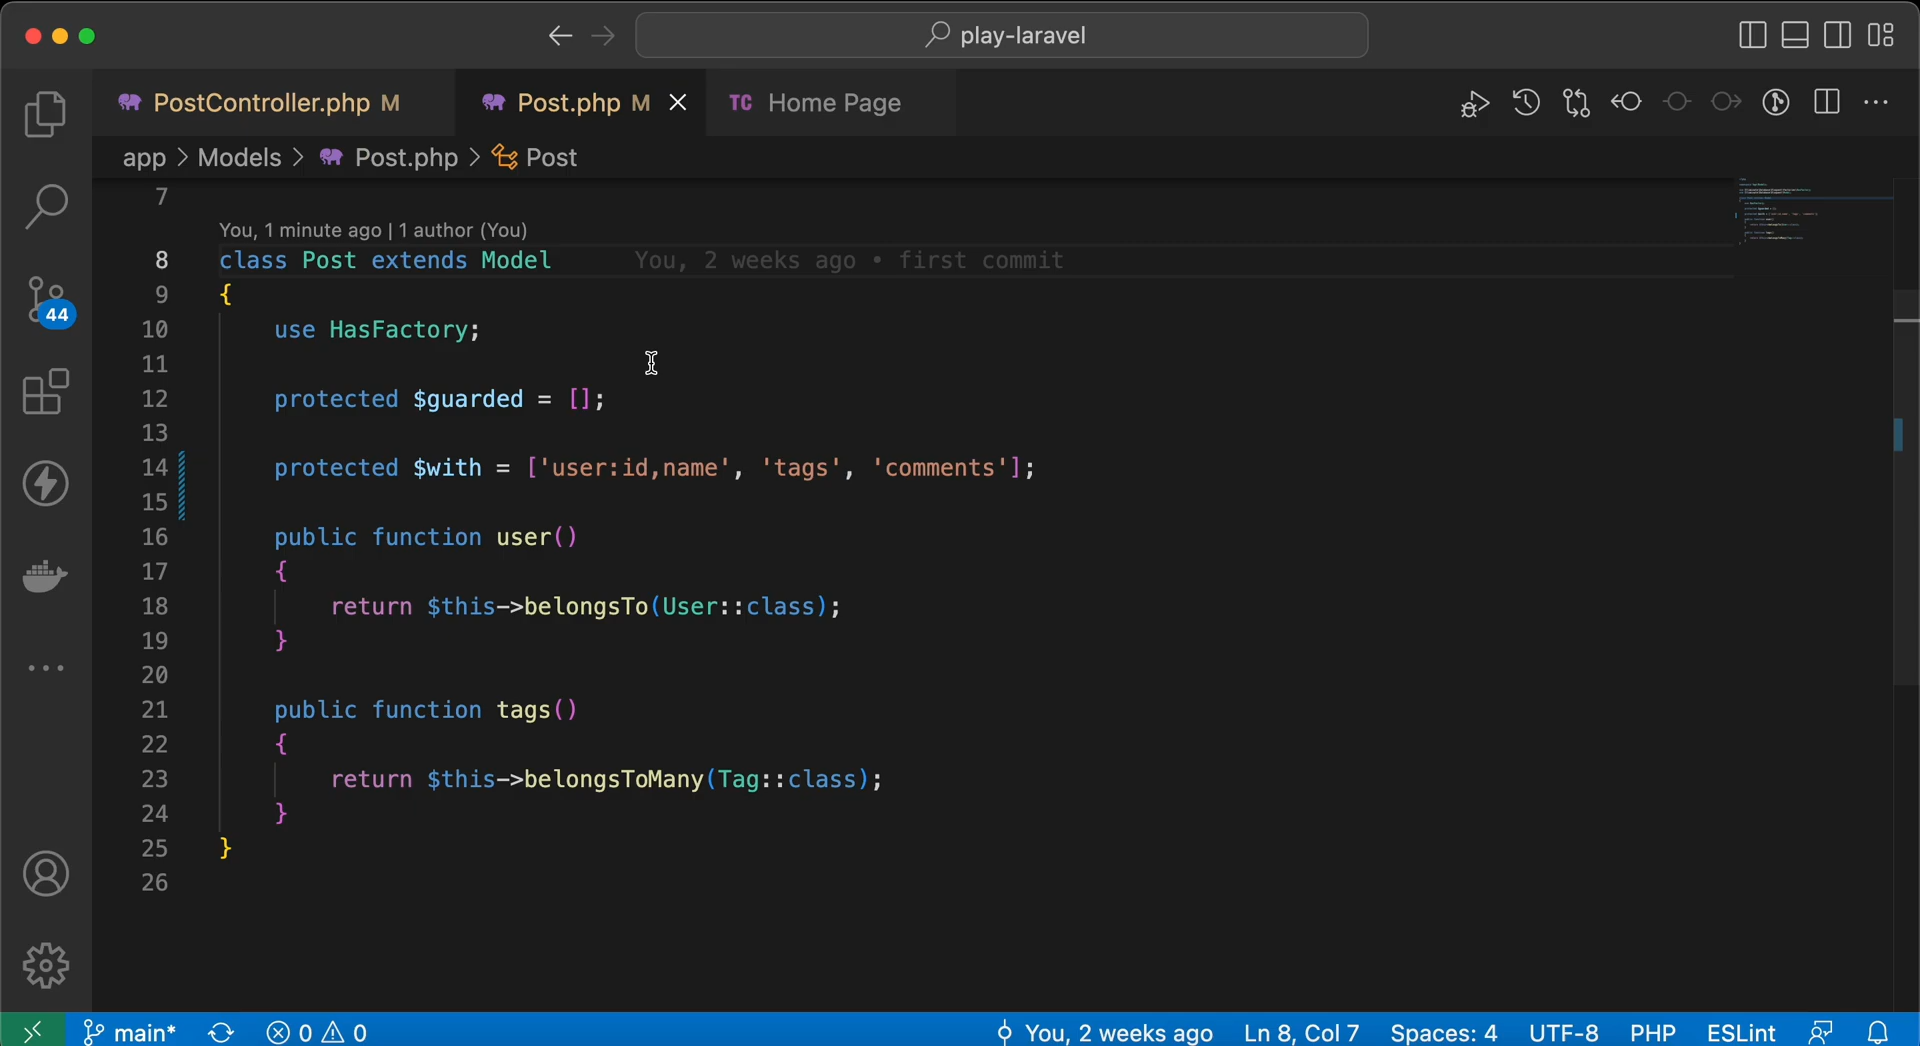 play-laravel
PostController.php M
Post.php M
TC Home Page
app > Models > Post.php > Post
7
You, 1 minute ago | 1 author (You)
8 class Post extends Model You, 2 weeks ago • first commit
9 {
10 use HasFactory;
11
12 protected $guarded = [];
13
14 protected $with = ['user:id,name', 'tags', 'comments'];
15
16 public function user()
17 {
18 return $this->belongsTo(User::class);
19 }
20
21 public function tags()
22 {
23 return $this->belongsToMany(Tag::class);
24 }
25 }
26
44
main* 0 0 You, 2 weeks ago Ln 8, Col 7 Spaces: 4 UTF-8 PHP ESLint